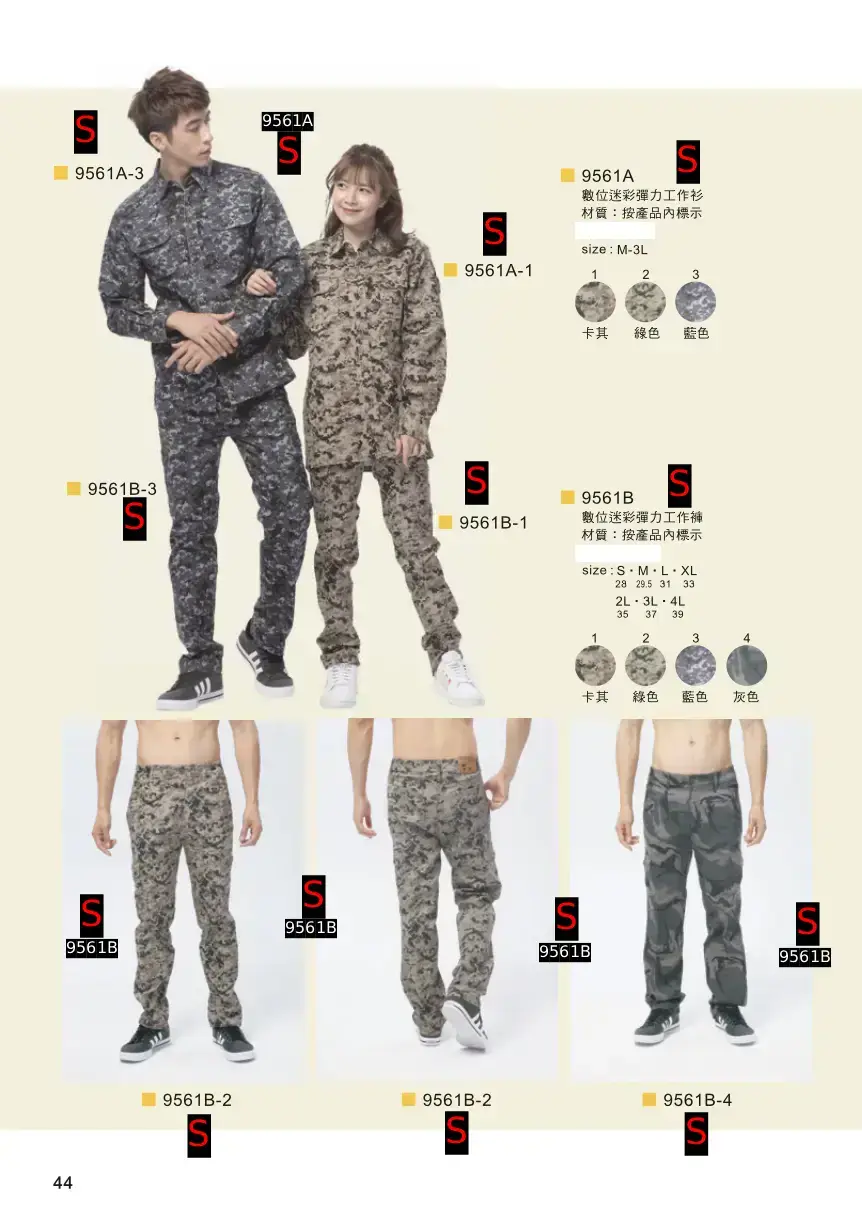 S
9561A-3
9561A
S
S
9561A-1
S
9561A
數位迷彩彈力工作衫
材質：按產品內標示
size : M-3L
1 2 3
卡其 綠色 藍色
9561B-3
S
S
9561B-1
S
9561B
數位迷彩彈力工作褲
材質：按產品內標示
size : S・M・L・XL
28 29.5 31 33
2L・3L・4L
35 37 39
1 2 3 4
卡其 綠色 藍色 灰色
S
9561B
S
9561B
S
9561B
S
9561B
9561B-2
S
9561B-2
S
9561B-4
S
44